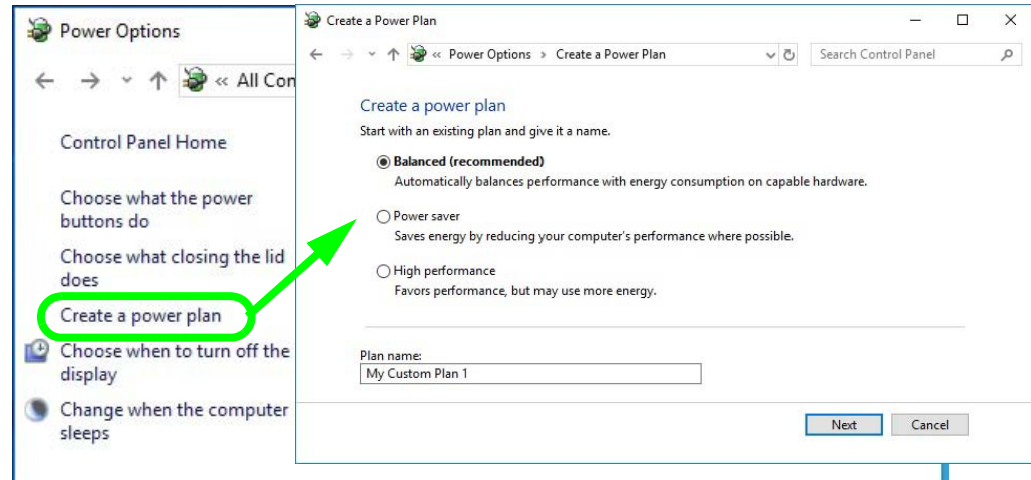 Power Options
« All Con
Control Panel Home
Choose what the power
buttons do
Choose what closing the lid
does
Create a power plan
Choose when to turn off the
display
Change when the computer
sleeps
Create a Power Plan
« Power Options > Create a Power Plan
Search Control Panel
Create a power plan
Start with an existing plan and give it a name.
Balanced (recommended)
Automatically balances performance with energy consumption on capable hardware.
Power saver
Saves energy by reducing your computer's performance where possible.
High performance
Favors performance, but may use more energy.
Plan name:
My Custom Plan 1
Next Cancel